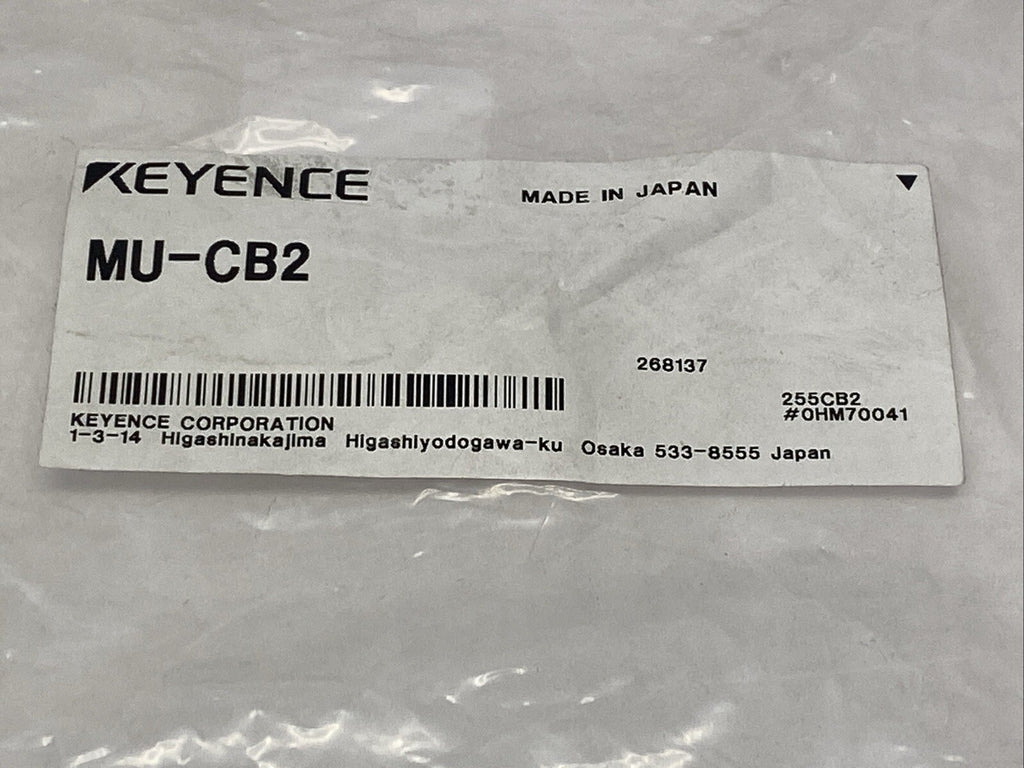 KEYENCE
MADE IN JAPAN
MU-CB2
268137
255CB2
#0HM70041
KEYENCE CORPORATION
1-3-14 Higashinakajima Higashiyodogawa-ku Osaka 533-8555 Japan